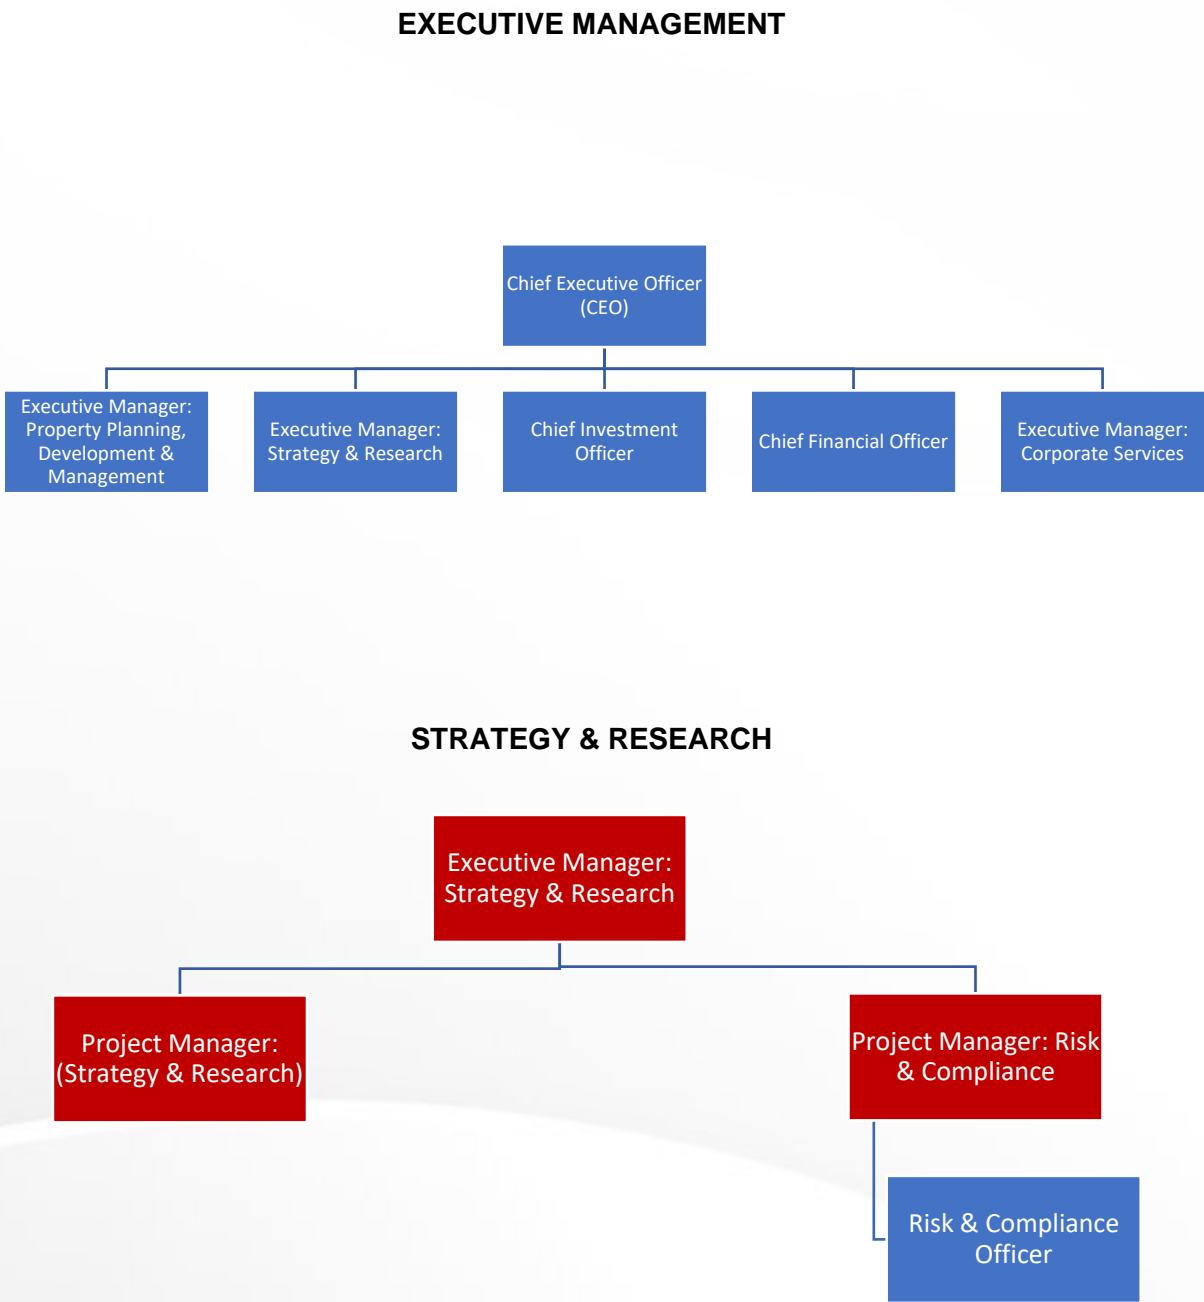 EXECUTIVE MANAGEMENT
Chief Executive Officer
(CEO)
Executive Manager:
Property Planning,
Development &
Management
Executive Manager:
Strategy & Research
Chief Investment
Officer
Chief Financial Officer
Executive Manager:
Corporate Services
STRATEGY & RESEARCH
Executive Manager:
Strategy & Research
Project Manager:
(Strategy & Research)
Project Manager: Risk
& Compliance
Risk & Compliance
Officer